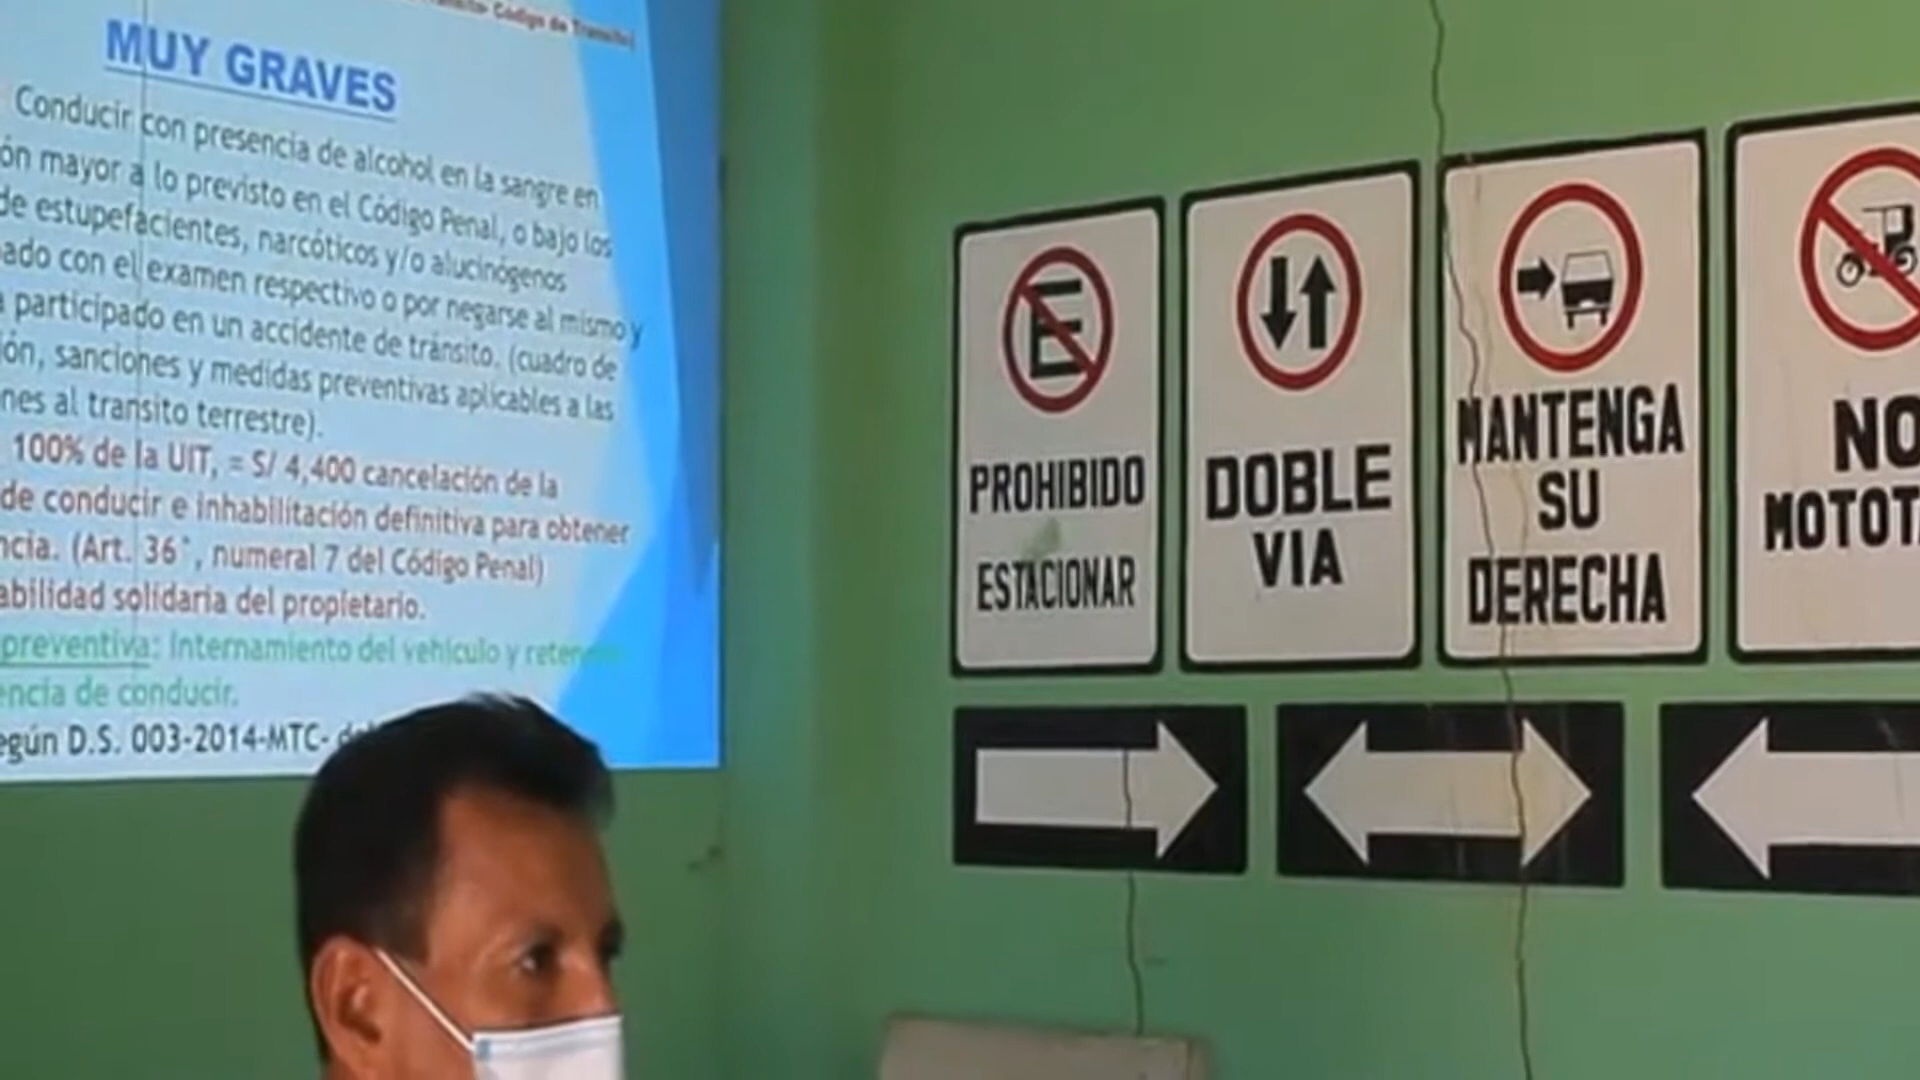 Código de Transito)
MUY GRAVES
Conducir con presencia de alcohol en la sangre en
ón mayor a lo previsto en el Código Penal, o bajo los
de estupefacientes, narcóticos y/o alucinógenos
ado con el examen respectivo o por negarse al mismo y
participado en un accidente de tránsito. (cuadro de
ión, sanciones y medidas preventivas aplicables a las
nes al transito terrestre).
100% de la UIT, = S/ 4,400 cancelación de la
de conducir e inhabilitación definitiva para obtener
ncia. (Art. 36°, numeral 7 del Código Penal)
abilidad solidaria del propietario.
preventiva: Internamiento del vehículo y reten
encia de conducir.
egún D.S. 003-2014-MTC-
E
PROHIBIDO
ESTACIONAR
DOBLE
VIA
MANTENGA
SU
DERECHA
NO
MOTOT